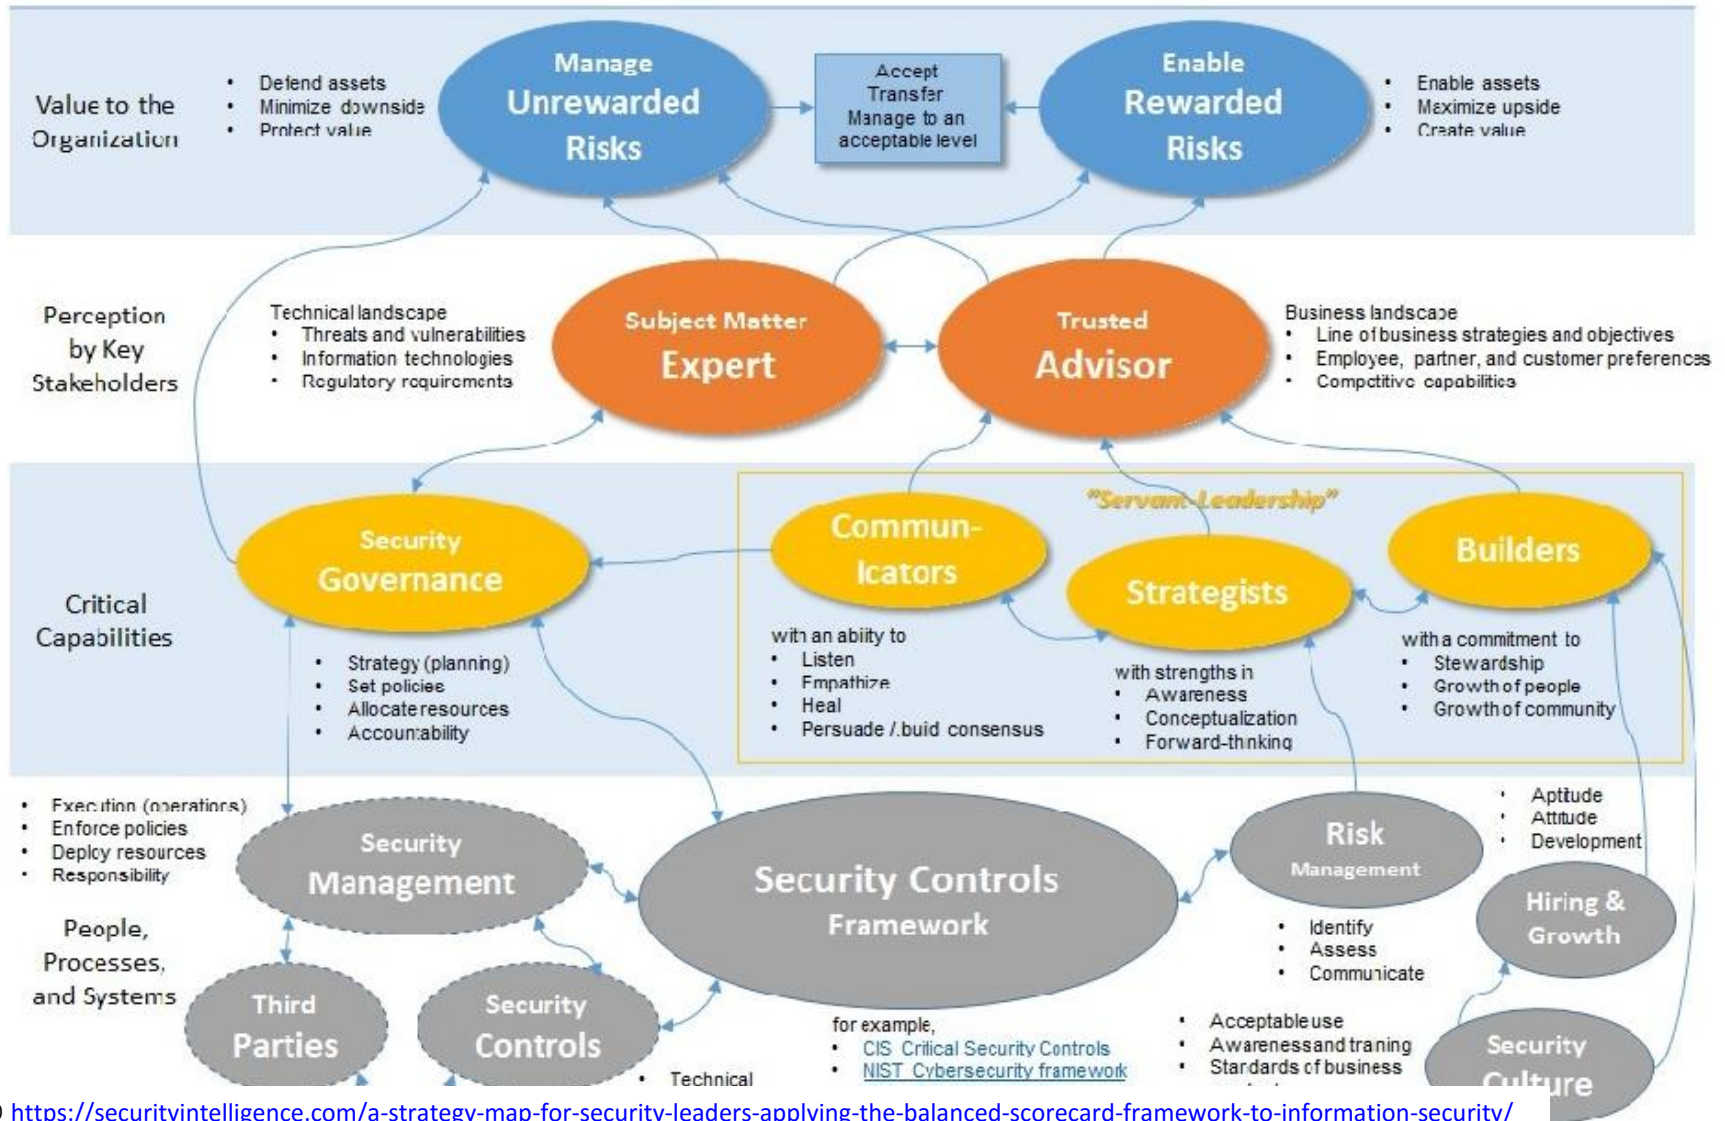 Value to the
Organization
• Defend assets
• Minimize downside
• Protect value
Manage
Unrewarded
Risks
Accept
Transfer
Manage to an
acceptable level
Enable
Rewarded
Risks
• Enable assets
• Maximize upside
• Create value
Perception
by Key
Stakeholders
Technical landscape
• Threats and vulnerabilities
• Information technologies
• Regulatory requirements
Subject Matter
Expert
Trusted
Advisor
Business landscape
• Line of business strategies and objectives
• Employee, partner, and customer preferences
• Competitive capabilities
Critical
Capabilities
Security
Governance
• Strategy (planning)
• Set policies
• Allocate resources
• Accountability
"Servant-Leadership"
Commun-
icators
with an abiity to
• Listen
• Empathize
• Heal
• Persuade /.buid consensus
Strategists
with strengths in
• Awareness
• Conceptualization
• Forward-thinking
Builders
with a commitment to
• Stewardship
• Growth of people
• Growth of community
People,
Processes,
and Systems
• Execution (operations)
• Enforce policies
• Deploy resources
• Responsibility
Security
Management
Security Controls
Framework
Risk
Management
• Identify
• Assess
• Communicate
• Aptitude
• Attitude
• Development
Hiring &
Growth
Third
Parties
Security
Controls
• Technical
for example,
• CIS Critical Security Controls
• NIST Cybersecurity framework
• Acceptable use
• Awareness and traning
• Standards of business
Security
Culture
https://securityintelligence.com/a-strategy-map-for-security-leaders-applying-the-balanced-scorecard-framework-to-information-security/